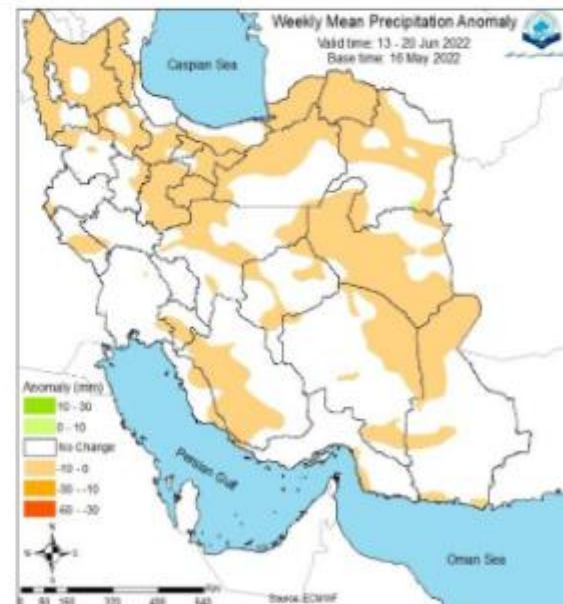 Weekly Mean Precipitation Anomaly
Valid time: 13 - 20 Jun 2022
Base time: 16 May 2022
Caspian Sea
Anomaly (mm)
10 - 30
0 - 10
No Change
-10 - 0
-30 - -10
-60 - -30
Persian Gulf
Oman Sea
N
Source: ECMWF